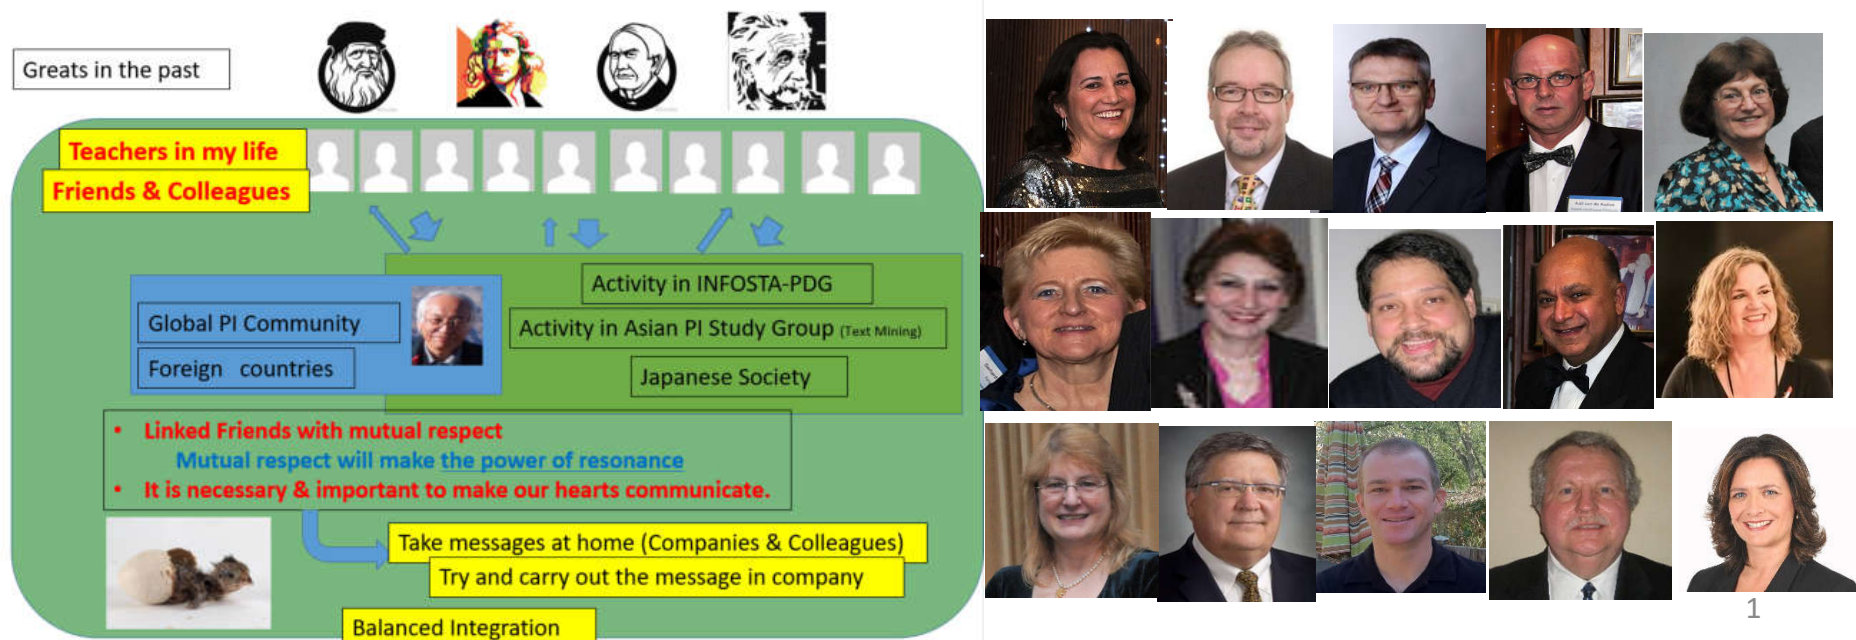 Greats in the past
Teachers in my life
Friends & Colleagues
Activity in INFOSTA-PDG
Global PI Community
Activity in Asian PI Study Group (Text Mining)
Foreign countries
Japanese Society
• Linked Friends with mutual respect
Mutual respect will make the power of resonance
• It is necessary & important to make our hearts communicate.
Take messages at home (Companies & Colleagues)
Try and carry out the message in company
Balanced Integration
1